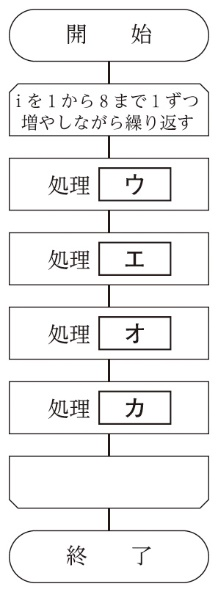 開 始
iを1から8まで1ずつ
増やしながら繰り返す
処理 ウ
処理 エ
処理 オ
処理 カ
終 了